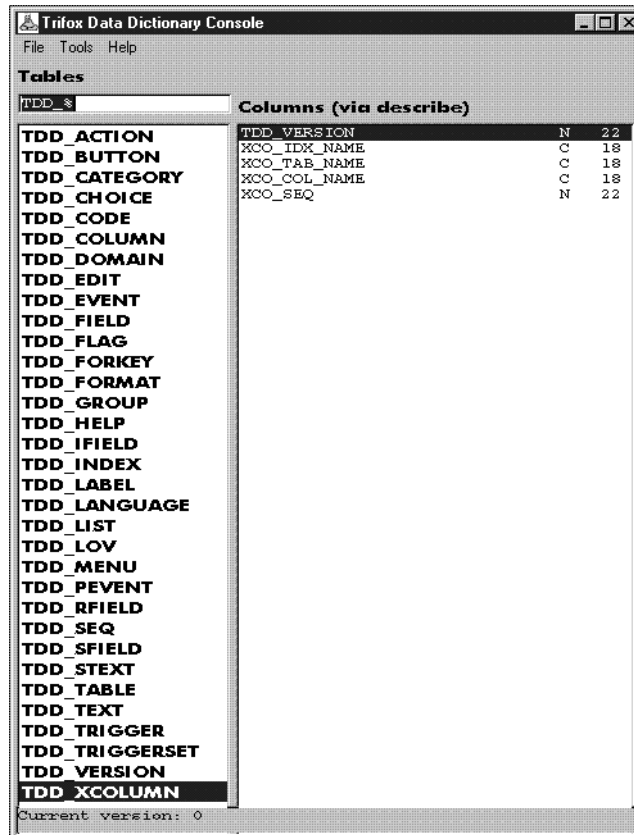 Trifox Data Dictionary Console
File Tools Help
Tables
TDD_%
TDD_ACTION
TDD_BUTTON
TDD_CATEGORY
TDD_CHOICE
TDD_CODE
TDD_COLUMN
TDD_DOMAIN
TDD_EDIT
TDD_EVENT
TDD_FIELD
TDD_FLAG
TDD_FORKEY
TDD_FORMAT
TDD_GROUP
TDD_HELP
TDD_IFIELD
TDD_INDEX
TDD_LABEL
TDD_LANGUAGE
TDD_LIST
TDD_LOV
TDD_MENU
TDD_PEVENT
TDD_RFIELD
TDD_SEQ
TDD_SFIELD
TDD_STEXT
TDD_TABLE
TDD_TEXT
TDD_TRIGGER
TDD_TRIGGERSET
TDD_VERSION
TDD_XCOLUMN
Columns (via describe)
TDD_VERSION N 22
XCO_IDX_NAME C 18
XCO_TAB_NAME C 18
XCO_COL_NAME C 18
XCO_SEQ N 22
Current version: 0